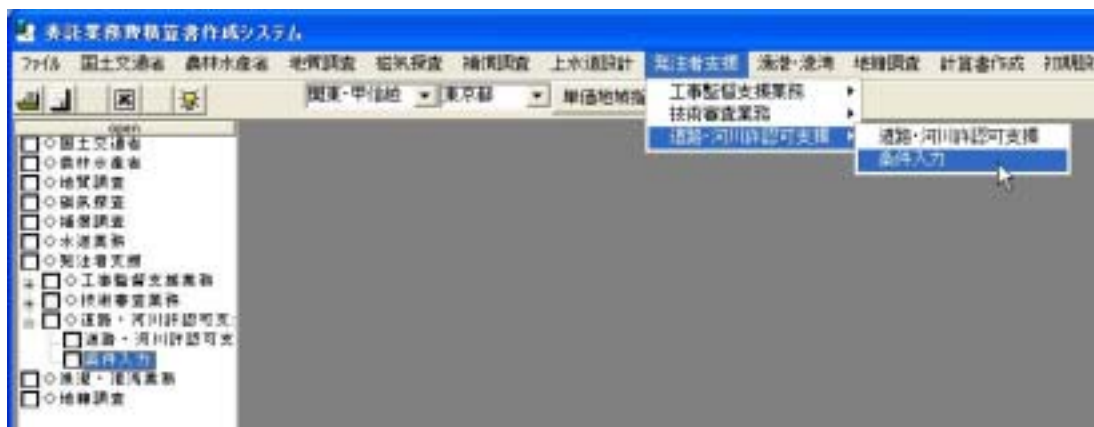 委託業務費積算書作成システム
ファイル 国土交通省 農林水産省 地質調査 磁気探査 補償調査 上水道設計 発注者支援 漁港・港湾 地籍調査 計算書作成 初期設
関東・甲信越 東京都 単価地域指
工事監督支援業務
技術審査業務
道路・河川許認可支援
道路・河川許認可支援
条件入力
open
◇国土交通省
◇農林水産省
◇地質調査
◇磁気探査
◇補償調査
◇水道業務
◇発注者支援
◇工事監督支援業務
◇技術審査業務
◇道路・河川許認可支
道路・河川許認可支
条件入力
◇漁港・港湾業務
◇地籍調査